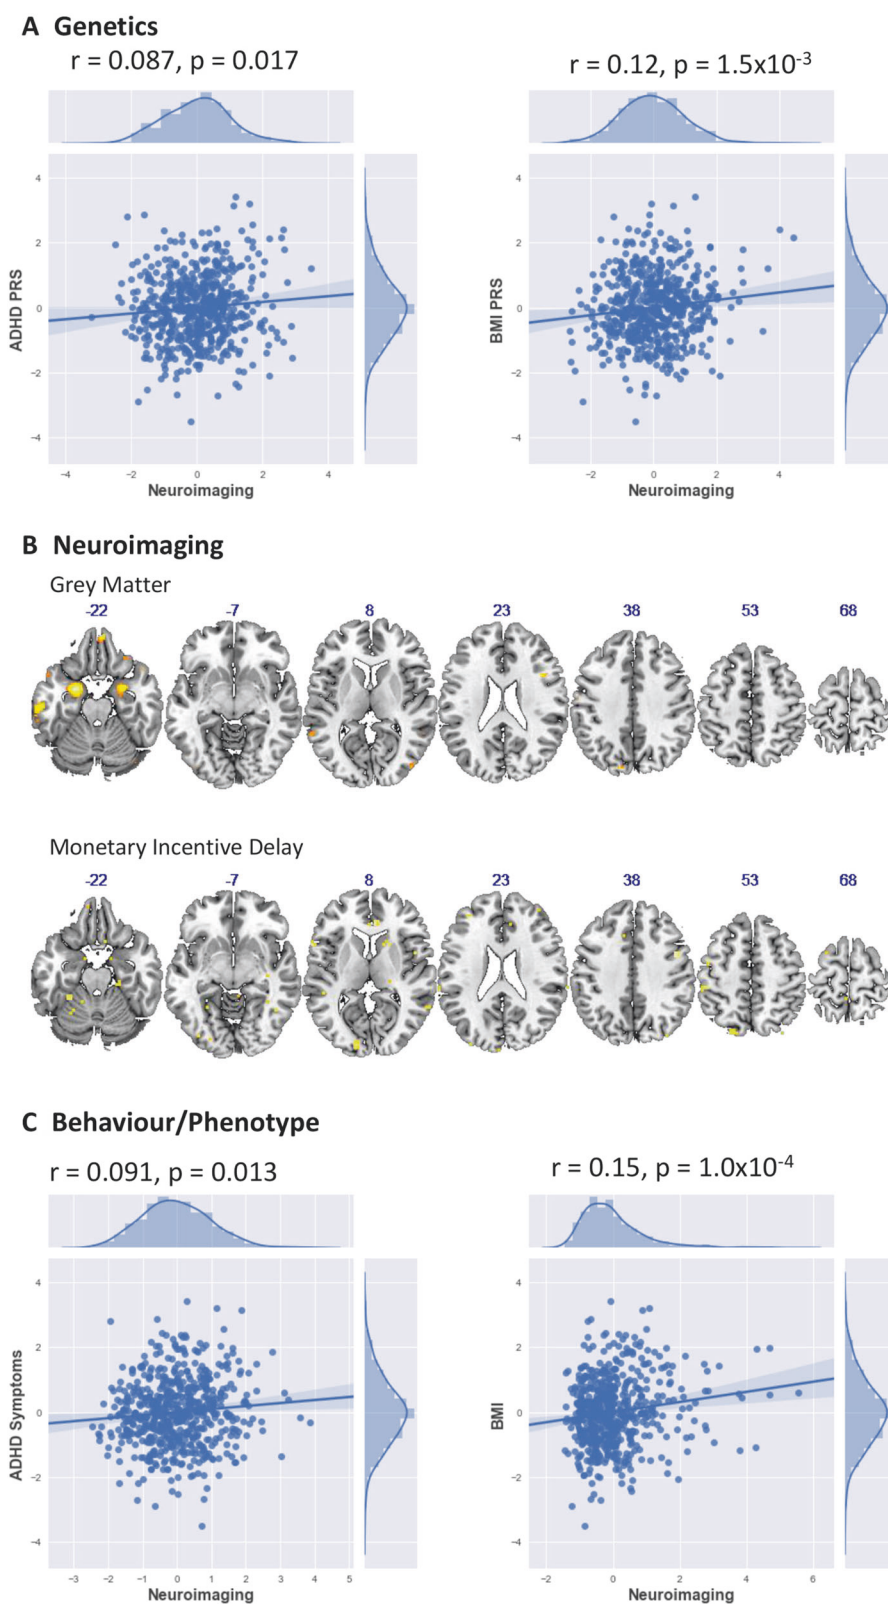 A Genetics
r = 0.087, p = 0.017
r = 0.12, p = 1.5x10-3
4
2
0
−2
−4
ADHD PRS
−4 −2 0 2 4
Neuroimaging
4
2
0
−2
−4
BMI PRS
−2 0 2 4
Neuroimaging
B Neuroimaging
Grey Matter
-22 -7 8 23 38 53 68
Monetary Incentive Delay
-22 -7 8 23 38 53 68
C Behaviour/Phenotype
r = 0.091, p = 0.013
r = 0.15, p = 1.0x10-4
4
2
0
−2
−4
ADHD Symptoms
−3 −2 −1 0 1 2 3 4 5
Neuroimaging
4
2
0
−2
−4
BMI
−2 0 2 4 6
Neuroimaging